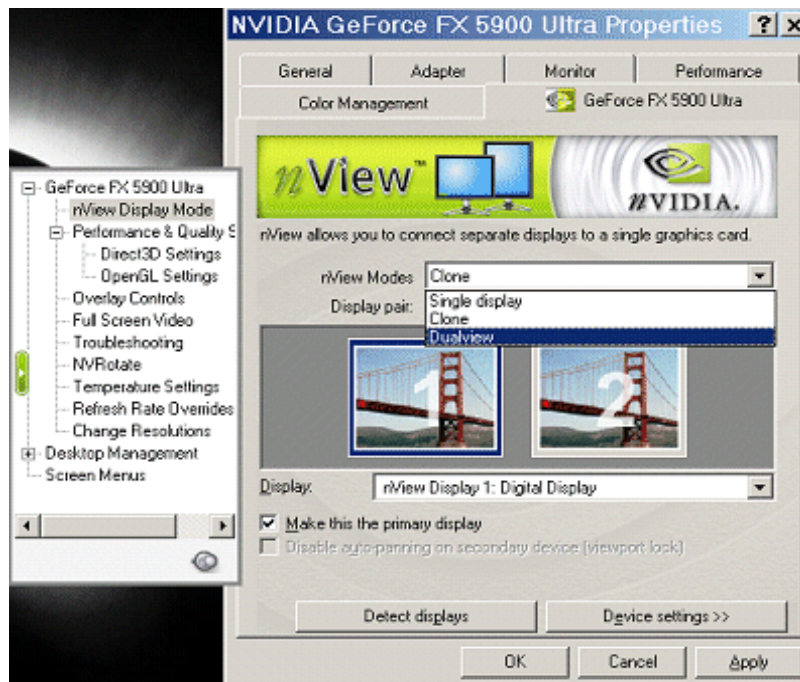 NVIDIA GeForce FX 5900 Ultra Properties
General Adapter Monitor Performance
Color Management GeForce FX 5900 Ultra
nView™
nVIDIA.
nView allows you to connect separate displays to a single graphics card.
nView Modes Clone
Single display
Clone
Dualview
Display pair:
1 2
Display: nView Display 1: Digital Display
Make this the primary display
Disable auto-panning on secondary device (viewport lock)
Detect displays Device settings >>
OK Cancel Apply
GeForce FX 5900 Ultra
nView Display Mode
Performance & Quality S
Direct3D Settings
OpenGL Settings
Overlay Controls
Full Screen Video
Troubleshooting
NVRotate
Temperature Settings
Refresh Rate Overrides
Change Resolutions
Desktop Management
Screen Menus